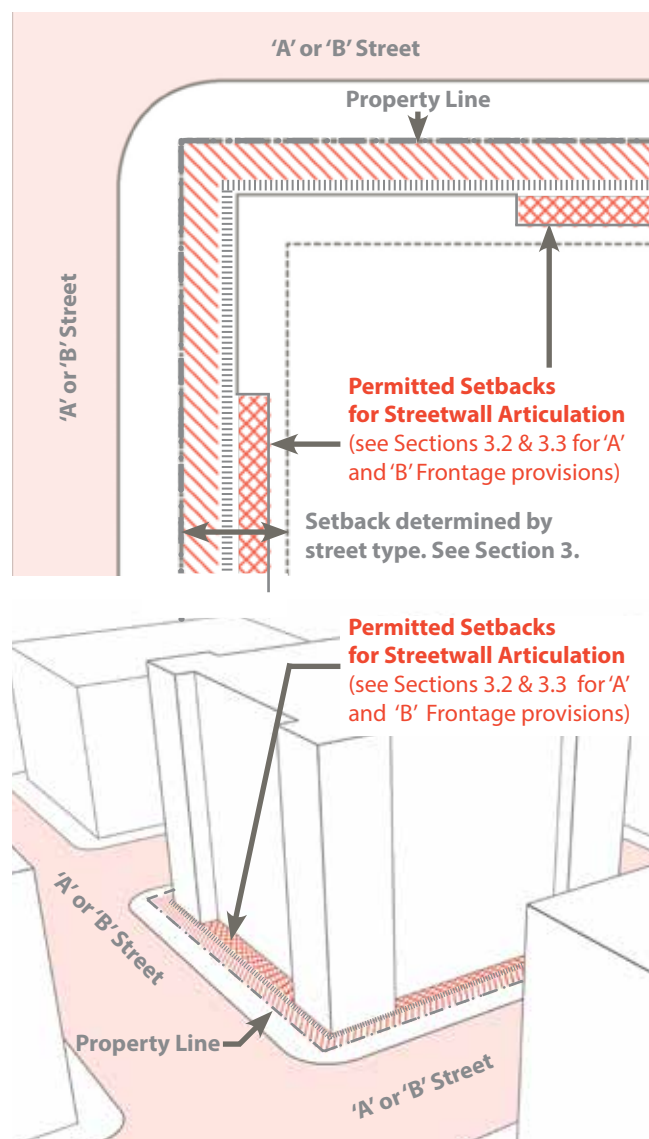 ‘A’ or ‘B’ Street
Property Line
‘A’ or ‘B’ Street
Permitted Setbacks
for Streetwall Articulation
(see Sections 3.2 & 3.3 for ‘A’
and ‘B’ Frontage provisions)
Setback determined by
street type. See Section 3.
Permitted Setbacks
for Streetwall Articulation
(see Sections 3.2 & 3.3 for ‘A’
and ‘B’ Frontage provisions)
‘A’ or ‘B’ Street
Property Line
‘A’ or ‘B’ Street